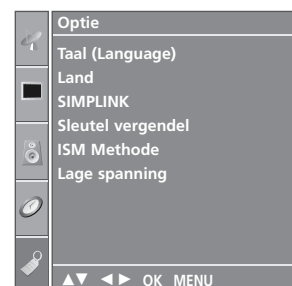 Optie
Taal (Language)
Land
SIMPLINK
Sleutel vergendel
ISM Methode
Lage spanning
▲▼ ◄► OK MENU